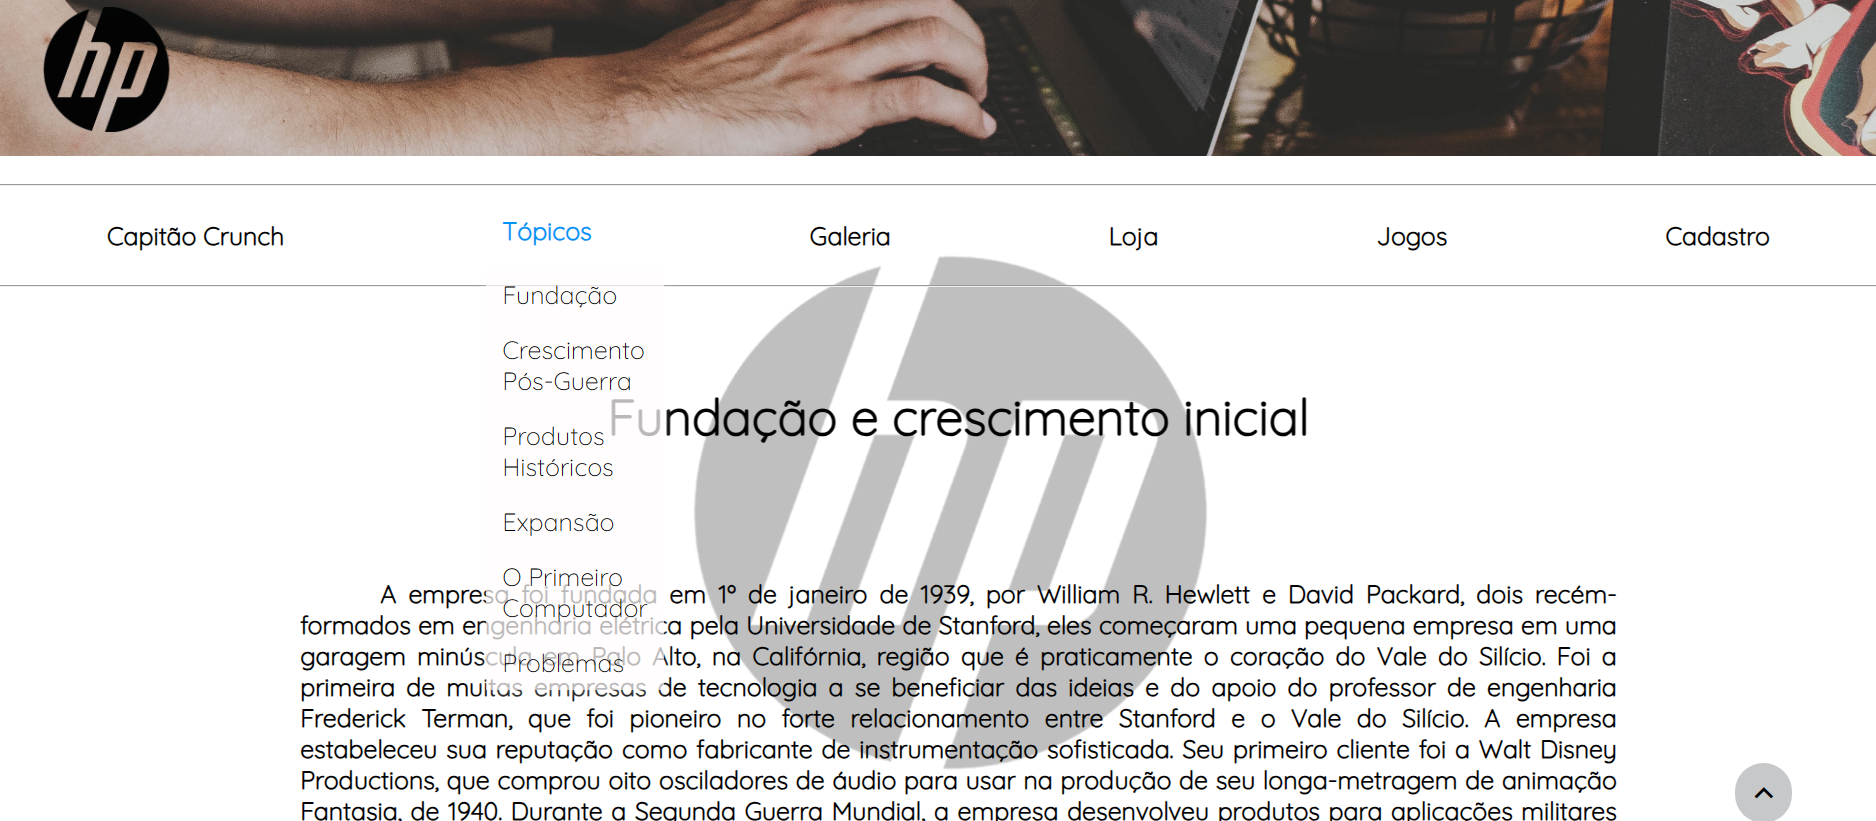 hp
Capitão Crunch
Tópicos
Galeria
Loja
Jogos
Cadastro
Fundação
Crescimento
Pós-Guerra
Produtos
Históricos
Expansão
O Primeiro
Computador
Problemas
hp
Fundação e crescimento inicial
A empresa foi fundada em 1º de janeiro de 1939, por William R. Hewlett e David Packard, dois recém-
formados em engenharia elétrica pela Universidade de Stanford, eles começaram uma pequena empresa em uma
garagem minúscula em Palo Alto, na Califórnia, região que é praticamente o coração do Vale do Silício. Foi a
primeira de muitas empresas de tecnologia a se beneficiar das ideias e do apoio do professor de engenharia
Frederick Terman, que foi pioneiro no forte relacionamento entre Stanford e o Vale do Silício. A empresa
estabeleceu sua reputação como fabricante de instrumentação sofisticada. Seu primeiro cliente foi a Walt Disney
Productions, que comprou oito osciladores de áudio para usar na produção de seu longa-metragem de animação
Fantasia, de 1940. Durante a Segunda Guerra Mundial, a empresa desenvolveu produtos para aplicações militares